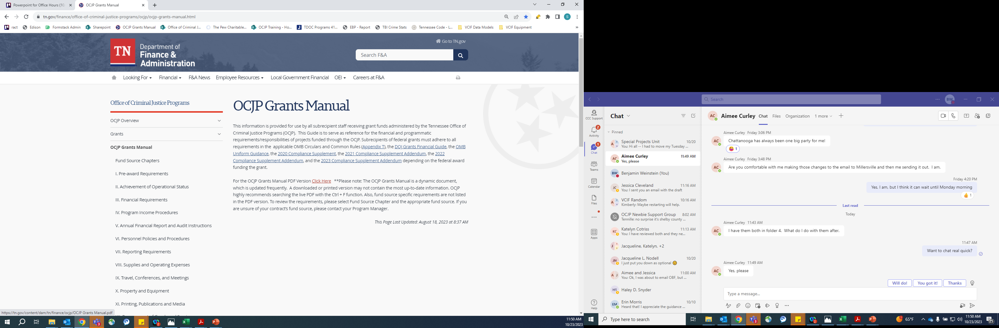 Powerpoint for Office Hours (10
OCJP Grants Manual
tn.gov/finance/office-of-criminal-justice-programs/ocjp/ocjp-grants-manual.html
S
ract
Edison
Formstack Admin
Sharepoint
OCJP Grants Manual
Office of Criminal J...
The Pew Charitable...
OCJP Training - Ho...
TDOC Programs 41...
EBP - Report
TBI Crime Stats
Tennessee Code - L...
VCIF Data Models
VCIF Equipment
»
Go to TN.gov
TN
Department of
Finance &
Administration
Search F&A
Looking For
Financial
F&A News
Employee Resources
Local Government Financial
OEI
Careers at F&A
Office of Criminal Justice Programs
OCJP Overview
Grants
OCJP Grants Manual
Fund Source Chapters
I. Pre-award Requirements
II. Achievement of Operational Status
III. Financial Requirements
IV. Program Income Procedures
V. Annual Financial Report and Audit Instructions
VI. Personnel Policies and Procedures
VII. Reporting Requirements
VIII. Supplies and Operating Expenses
IX. Travel, Conferences, and Meetings
X. Property and Equipment
XI. Printing, Publications and Media
OCJP Grants Manual
This information is provided for use by all subrecipient staff receiving grant funds administered by the Tennessee Office of
Criminal Justice Programs (OCJP).  This Guide is to serve as reference for the financial and programmatic
requirements/responsibilities of projects funded through the OCJP. Subrecipients of federal grants must adhere to all
requirements in the  applicable OMB Circulars and Common Rules (Appendix T), the DOJ Grants Financial Guide, the OMB
Uniform Guidance, the 2020 Compliance Supplement, the 2021 Compliance Supplement Addendum, the 2022
Compliance Supplement Addendum, and the 2023 Compliance Supplement Addendum depending on the federal award
funding the grant.
For the OCJP Grants Manual PDF Version Click Here   **Please note: The OCJP Grants Manual is a dynamic document,
which is updated frequently.  A downloaded or printed version may not contain the most up-to-date information. OCJP
highly recommends searching the live PDF with the Ctrl + F function. Also, fund source specific requirements are not listed
in the PDF version. To review the requirements, please select Fund Source Chapter and the appropriate fund source. If you
are unsure of your contract's fund source, please contact your Program Manager.
This Page Last Updated: August 18, 2023 at 8:37 AM
https://tn.gov/content/dam/tn/finance/ocjp/OCJP Grants Manual.pdf
3
2
11:50 AM
10/23/2023
Search
BW
CCC Support
2
Activity
1
Chat
Teams
Calendar
Files
Apps
Help
Chat
Pinned
Special Projects Unit 10/20
You: Hi all -- I had to move my Tuesday ...
AC Aimee Curley 11:49 AM
Yes, please
BW Benjamin Weinstein (You)
JC Jessica Cleveland 11:16 AM
You: I sent you an email with the draft
VCIF Random 10:16 AM
Kimberly: Maybe restarting will help.
OCJP Newbie Support Group 8:02 AM
Tennille: no surprise it's shelby county ...
KC Katelyn Cotriss 11:13 AM
You: I have reviewed both and they ne...
Jacqueline, Katelyn, +2
JN Jacqueline L. Nodell 10/20
I just put you down as optional
A J Aimee and Jessica 11:00 AM
You: Ok, I was about to email OBF, but ...
HS Haley D. Snyder
EM Erin Morris 10/10
Heard that! I appreciate the guidance ...
AC Aimee Curley
Chat
Files
Organization
1 more
Aimee Curley Friday 3:06 PM
AC Chattanooga has always been one big party for me!
1
Aimee Curley Friday 3:48 PM
AC Are you comfortable with me making those changes to the email to Millersville and then me sending it out.  I am.
Friday 4:20 PM
Yes, I am, but I think it can wait until Monday morning
1
Last read
Today
Aimee Curley 11:43 AM
AC I have them both in folder 4.  What do I do with them after.
11:47 AM
Want to chat real quick?
Aimee Curley 11:49 AM
AC Yes, please
Will do!
You got it!
Thanks
Type a message...
Type here to search
3
2
65°F
11:50 AM
10/23/2023
25